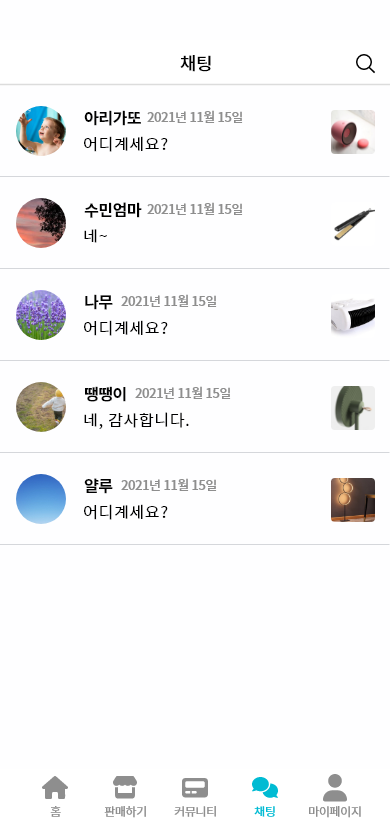 채팅
아리가또 2021년 11월 15일
어디계세요?
수민엄마 2021년 11월 15일
네~
나무 2021년 11월 15일
어디계세요?
땡땡이 2021년 11월 15일
네, 감사합니다.
얄루 2021년 11월 15일
어디계세요?
홈 판매하기 커뮤니티 채팅 마이페이지